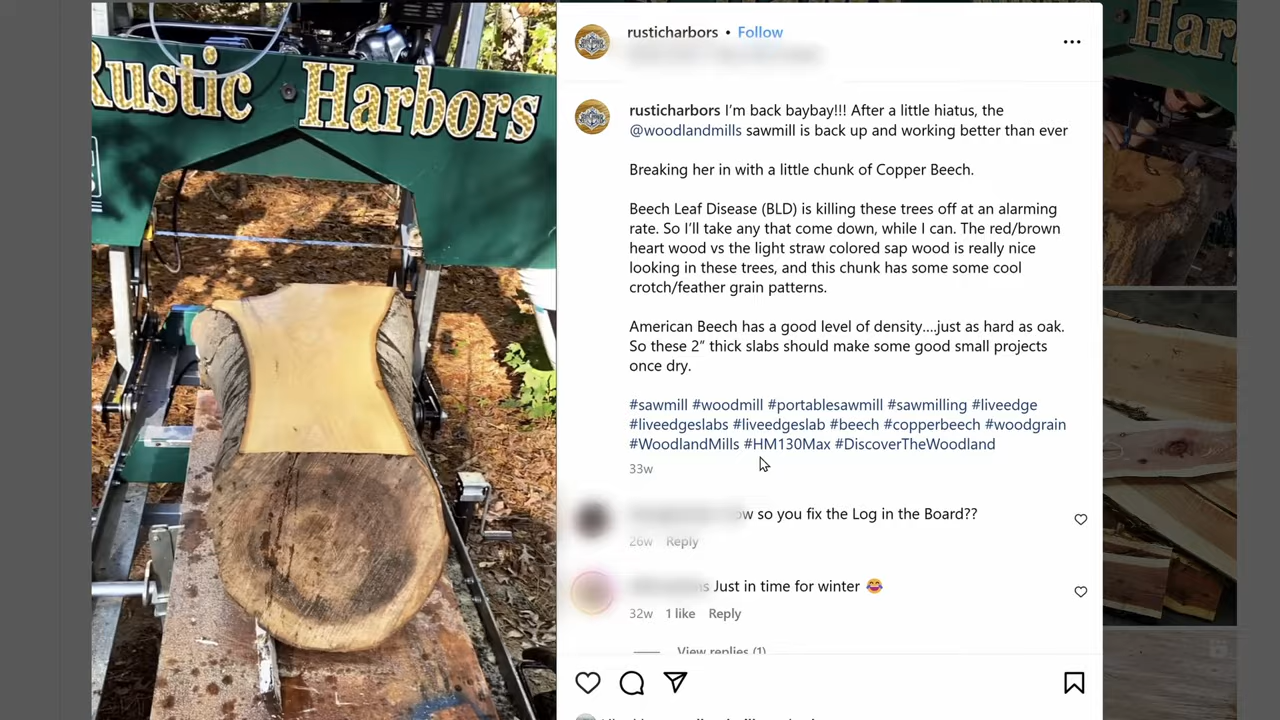 Rustic Harbors
rusticharbors • Follow
rusticharbors I'm back baybay!!! After a little hiatus, the
@woodlandmills sawmill is back up and working better than ever
Breaking her in with a little chunk of Copper Beech.
Beech Leaf Disease (BLD) is killing these trees off at an alarming
rate. So I'll take any that come down, while I can. The red/brown
heart wood vs the light straw colored sap wood is really nice
looking in these trees, and this chunk has some some cool
crotch/feather grain patterns.
American Beech has a good level of density....just as hard as oak.
So these 2" thick slabs should make some good small projects
once dry.
#sawmill #woodmill #portablesawmill #sawmilling #liveedge
#liveedgeslabs #liveedgeslab #beech #copperbeech #woodgrain
#WoodlandMills #HM130Max #DiscoverTheWoodland
33w
so you fix the Log in the Board??
26w Reply
Just in time for winter 😂
32w 1 like Reply
View replies (1)
Har